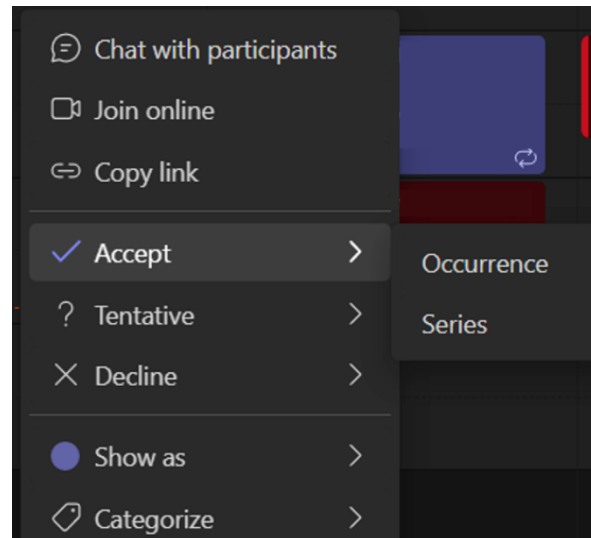 Chat with participants
Join online
Copy link
Accept
Occurrence
Tentative
Series
Decline
Show as
Categorize